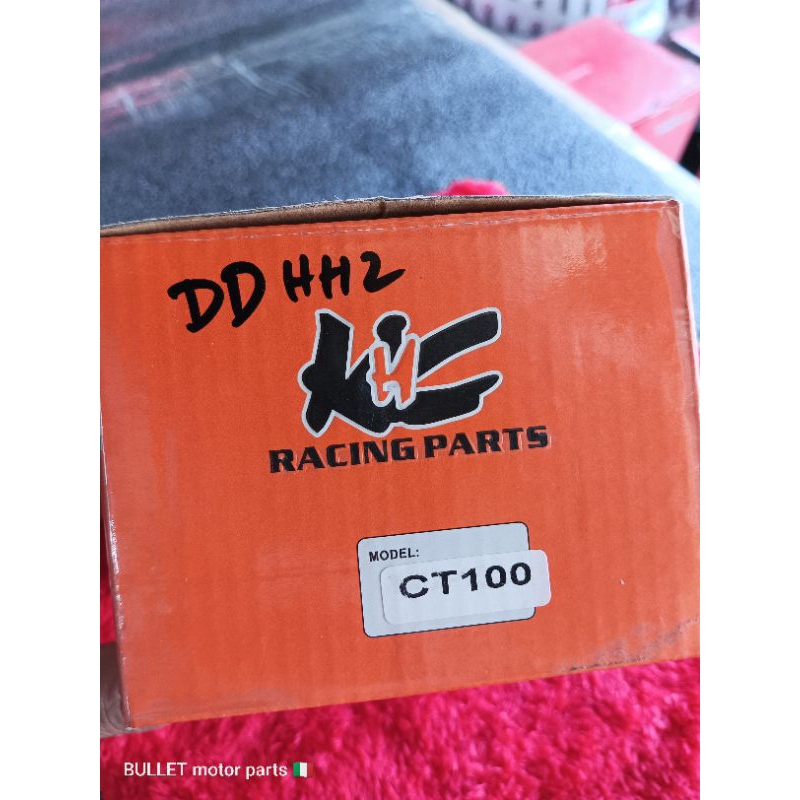 DD HH2
KHC
RACING PARTS
MODEL:
CT100
BULLET motor parts